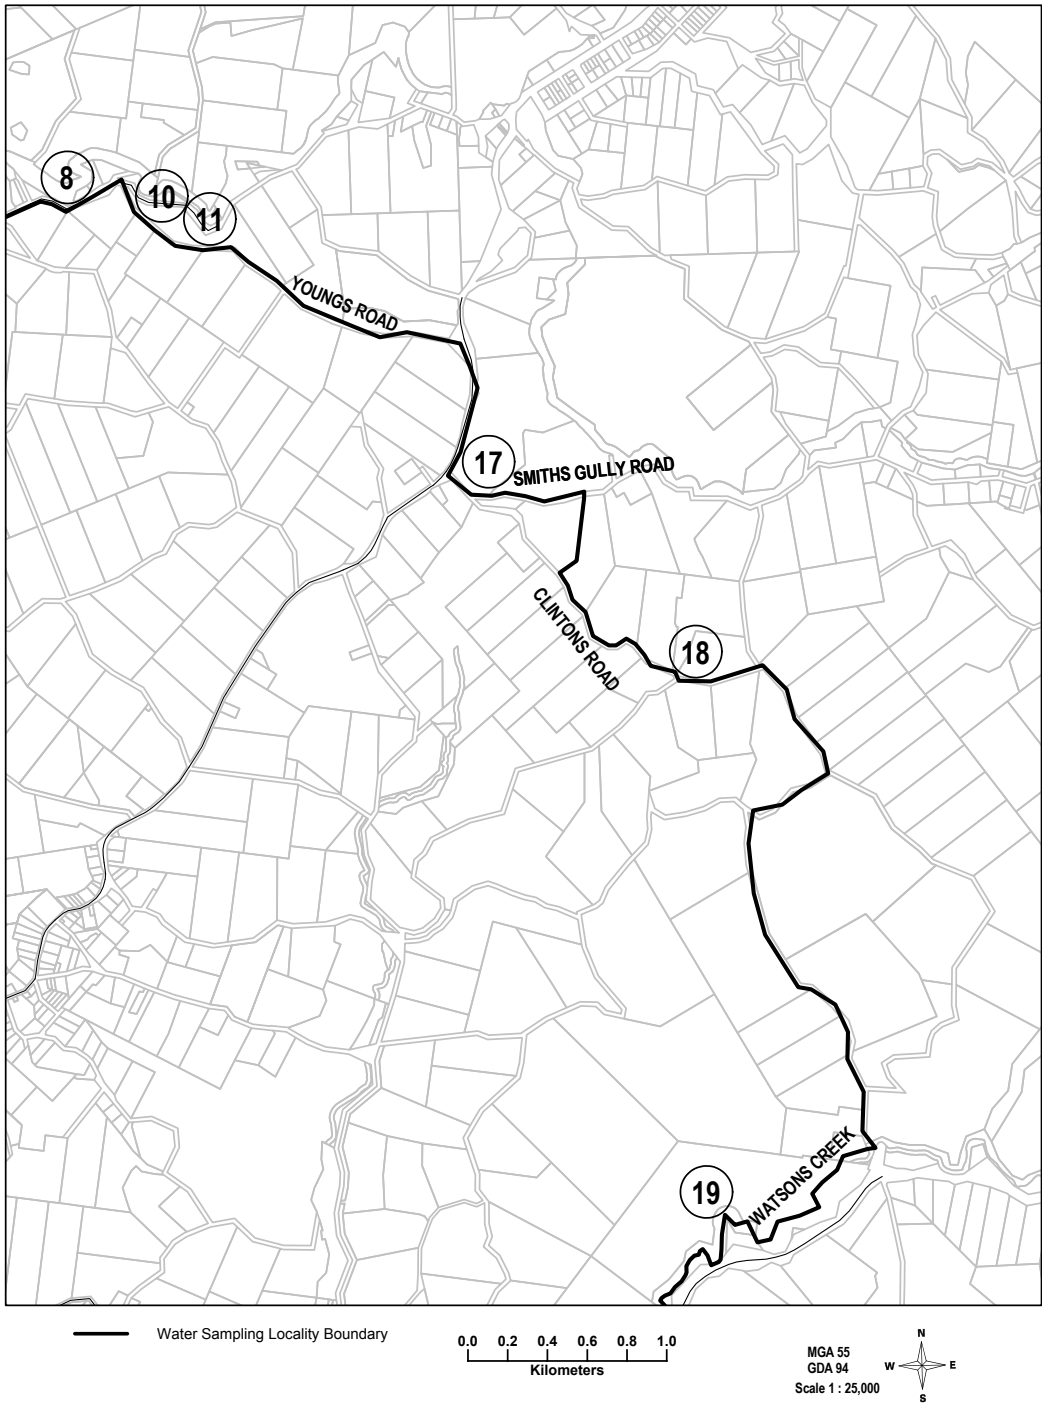 8
10
11
YOUNGS ROAD
17
SMITHS GULLY ROAD
CLINTONS ROAD
18
WATSONS CREEK
19
Water Sampling Locality Boundary
0.0 0.2 0.4 0.6 0.8 1.0
Kilometers
MGA 55
GDA 94
Scale 1 : 25,000
N
W E
S